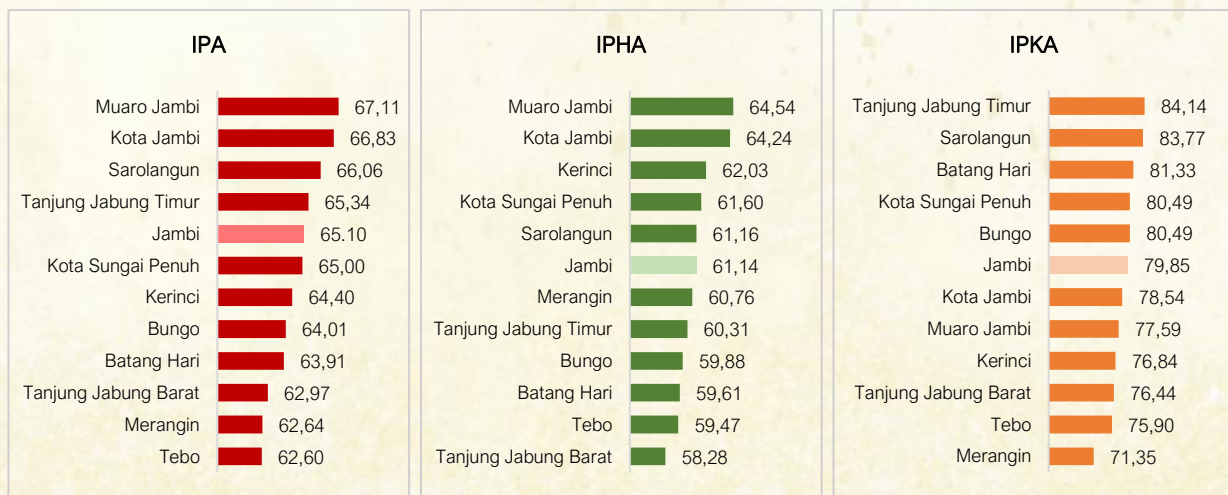 IPA
Muaro Jambi 67,11
Kota Jambi 66,83
Sarolangun 66,06
Tanjung Jabung Timur 65,34
Jambi 65.10
Kota Sungai Penuh 65,00
Kerinci 64,40
Bungo 64,01
Batang Hari 63,91
Tanjung Jabung Barat 62,97
Merangin 62,64
Tebo 62,60
IPHA
Muaro Jambi 64,54
Kota Jambi 64,24
Kerinci 62,03
Kota Sungai Penuh 61,60
Sarolangun 61,16
Jambi 61,14
Merangin 60,76
Tanjung Jabung Timur 60,31
Bungo 59,88
Batang Hari 59,61
Tebo 59,47
Tanjung Jabung Barat 58,28
IPKA
Tanjung Jabung Timur 84,14
Sarolangun 83,77
Batang Hari 81,33
Kota Sungai Penuh 80,49
Bungo 80,49
Jambi 79,85
Kota Jambi 78,54
Muaro Jambi 77,59
Kerinci 76,84
Tanjung Jabung Barat 76,44
Tebo 75,90
Merangin 71,35